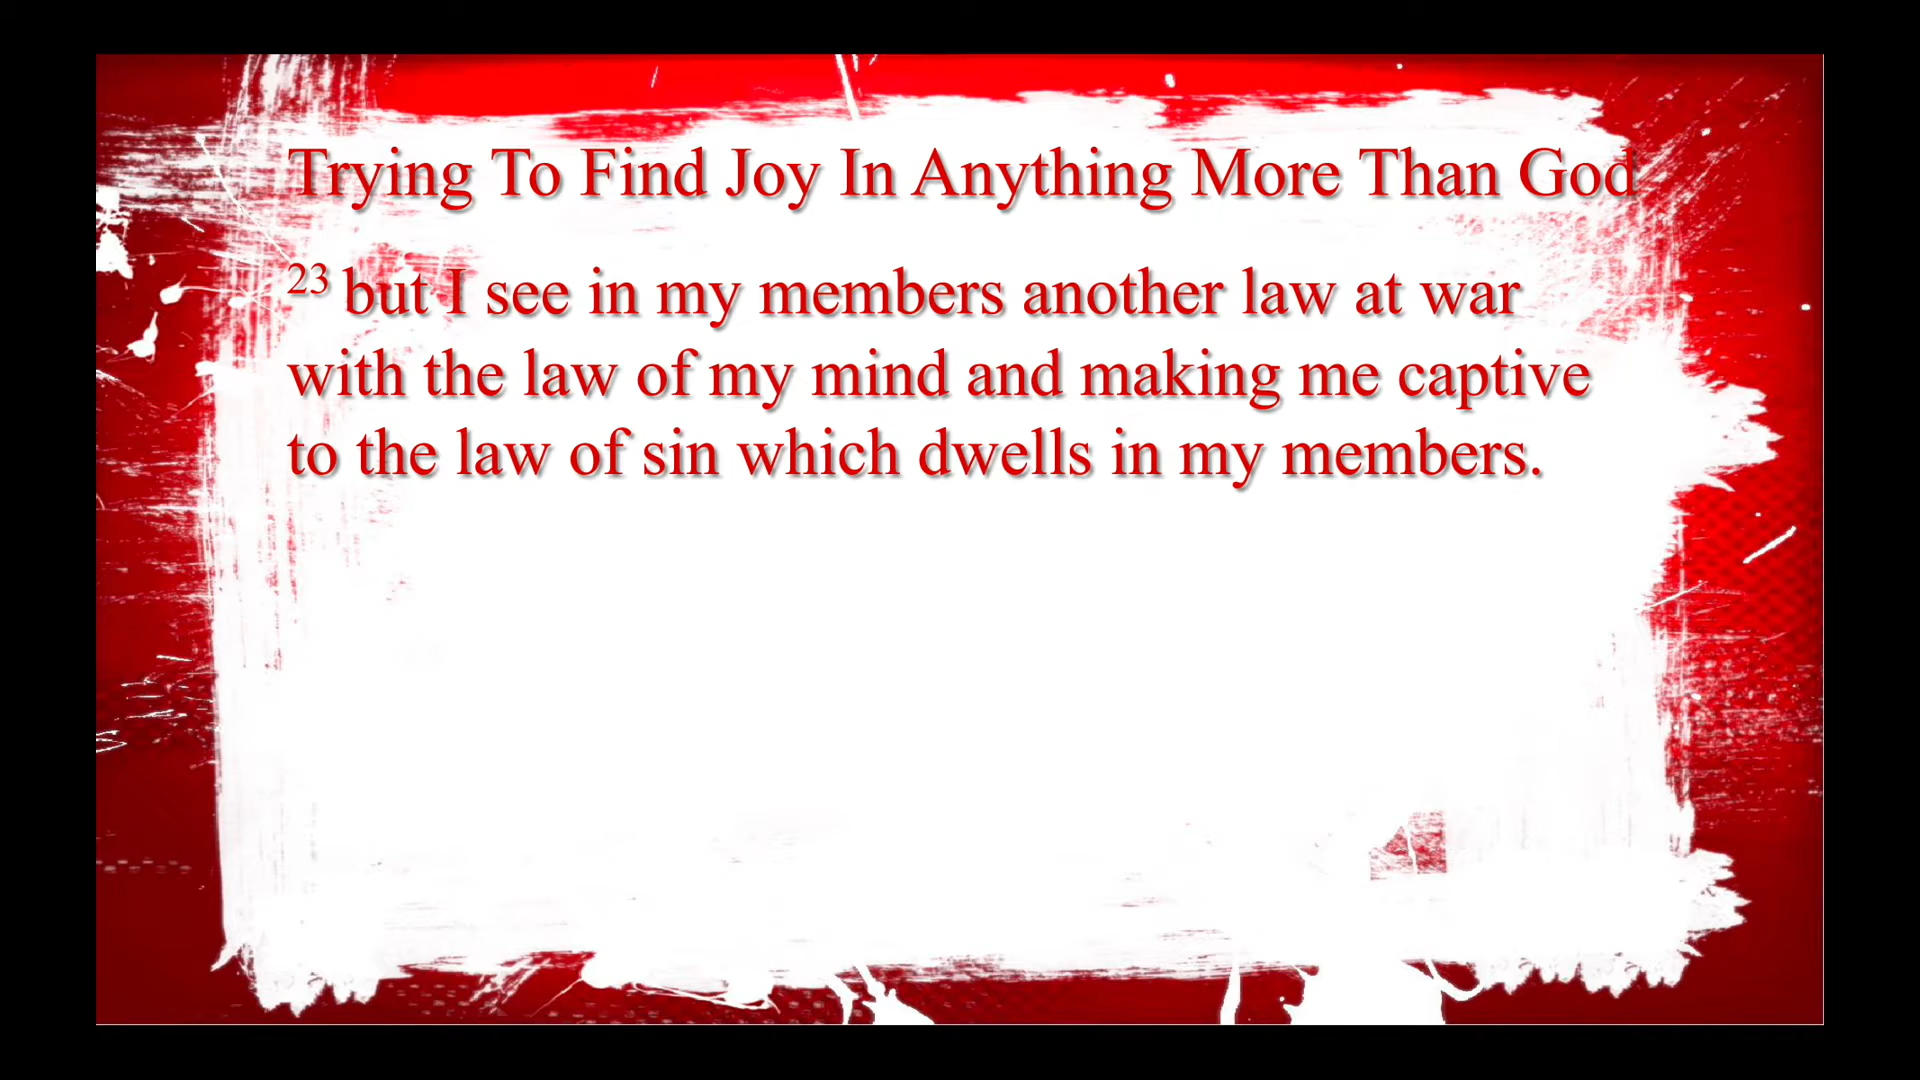 Trying To Find Joy In Anything More Than God
23 but I see in my members another law at war
with the law of my mind and making me captive
to the law of sin which dwells in my members.